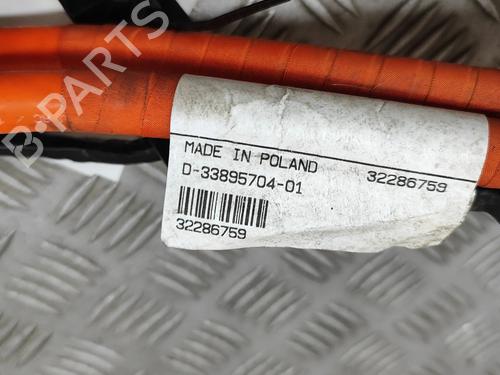 MADE IN POLAND 32286759
D-33895704-01
32286759
B-PARTS